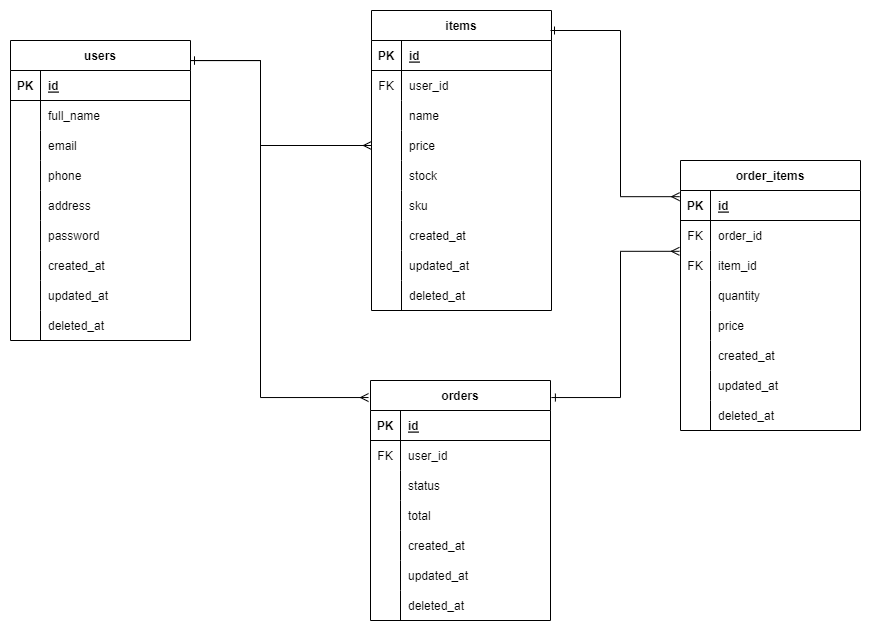 users
PK id
full_name
email
phone
address
password
created_at
updated_at
deleted_at
items
PK id
FK user_id
name
price
stock
sku
created_at
updated_at
deleted_at
orders
PK id
FK user_id
status
total
created_at
updated_at
deleted_at
order_items
PK id
FK order_id
FK item_id
quantity
price
created_at
updated_at
deleted_at